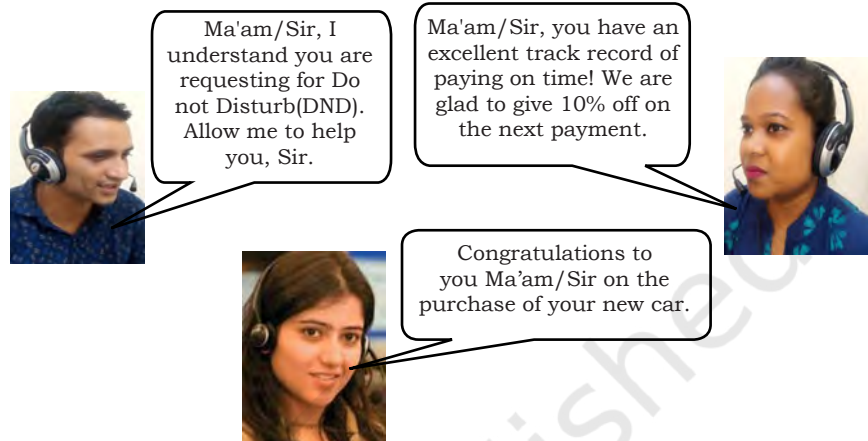 Ma'am/Sir, I
understand you are
requesting for Do
not Disturb(DND).
Allow me to help
you, Sir.
Ma'am/Sir, you have an
excellent track record of
paying on time! We are
glad to give 10% off on
the next payment.
Congratulations to
you Ma’am/Sir on the
purchase of your new car.